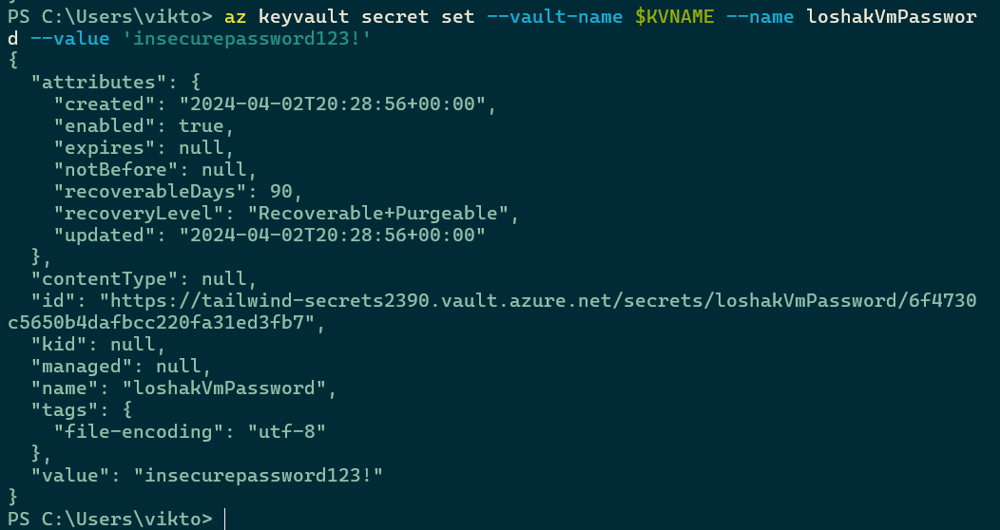 PS C:\Users\vikto> az keyvault secret set --vault-name $KVNAME --name loshakVmPasswor
d --value 'insecurepassword123!'
{
  "attributes": {
    "created": "2024-04-02T20:28:56+00:00",
    "enabled": true,
    "expires": null,
    "notBefore": null,
    "recoverableDays": 90,
    "recoveryLevel": "Recoverable+Purgeable",
    "updated": "2024-04-02T20:28:56+00:00"
  },
  "contentType": null,
  "id": "https://tailwind-secrets2390.vault.azure.net/secrets/loshakVmPassword/6f4730
c5650b4dafbcc220fa31ed3fb7",
  "kid": null,
  "managed": null,
  "name": "loshakVmPassword",
  "tags": {
    "file-encoding": "utf-8"
  },
  "value": "insecurepassword123!"
}
PS C:\Users\vikto>